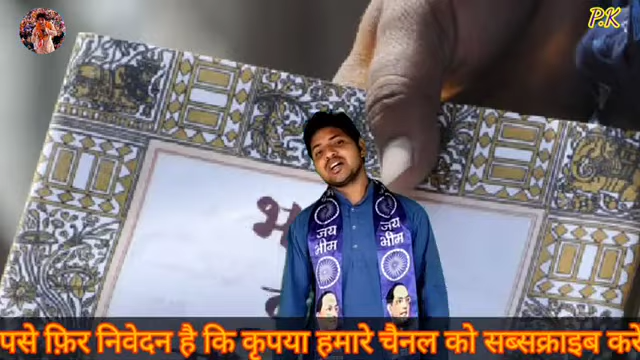 P.K
भ
जय
भीम
जय
भीम
पसे फ़िर निवेदन है कि कृपया हमारे चैनल को सब्सक्राइब करे